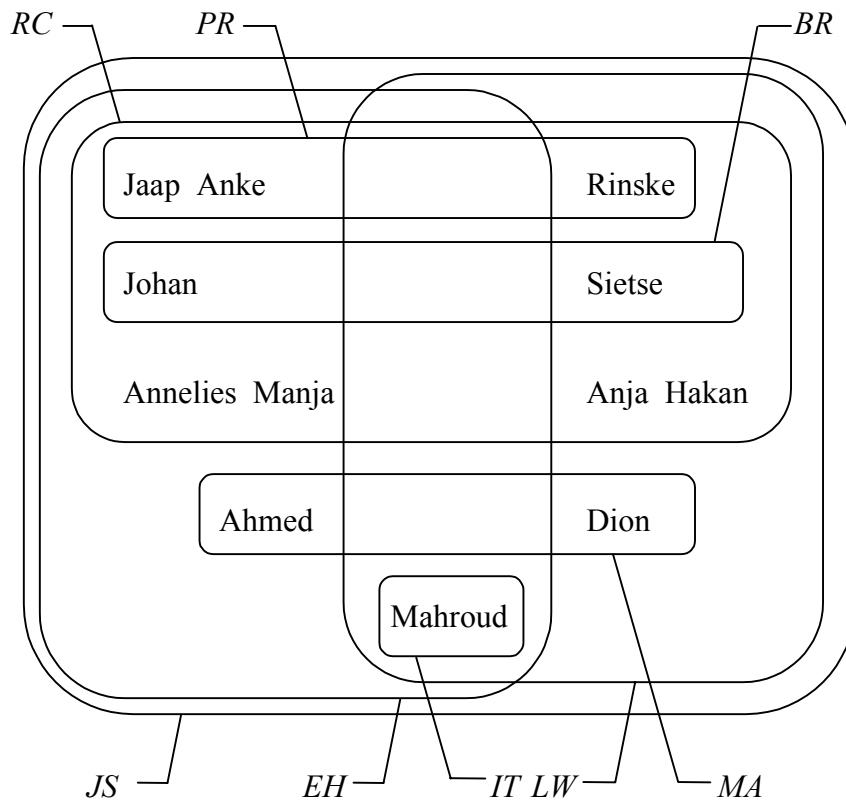 RC PR BR
Jaap Anke Rinske
Johan Sietse
Annelies Manja Anja Hakan
Ahmed Dion
Mahroud
JS EH IT LW MA